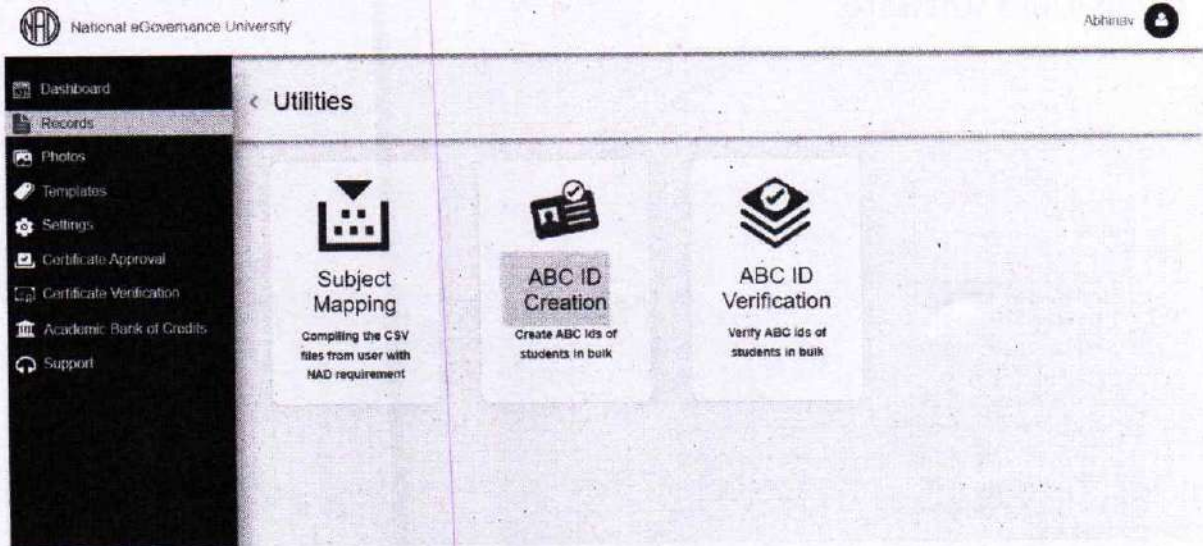 NAD
National eGovernance University
Abhinav
Dashboard
Records
Photos
Templates
Settings
Certificate Approval
Certificate Verification
Academic Bank of Credits
Support
< Utilities
Subject
Mapping
Compiling the CSV
files from user with
NAD requirement
ABC ID
Creation
Create ABC ids of
students in bulk
ABC ID
Verification
Verify ABC ids of
students in bulk